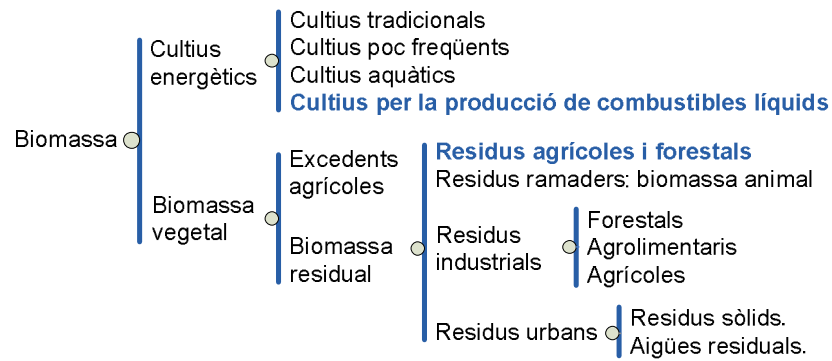 Biomassa
Cultius
energètics
Cultius tradicionals
Cultius poc freqüents
Cultius aquàtics
Cultius per la producció de combustibles líquids
Biomassa
vegetal
Excedents
agrícoles
Biomassa
residual
Residus agrícoles i forestals
Residus ramaders: biomassa animal
Residus
industrials
Forestals
Agrolimentaris
Agrícoles
Residus urbans
Residus sòlids.
Aigües residuals.